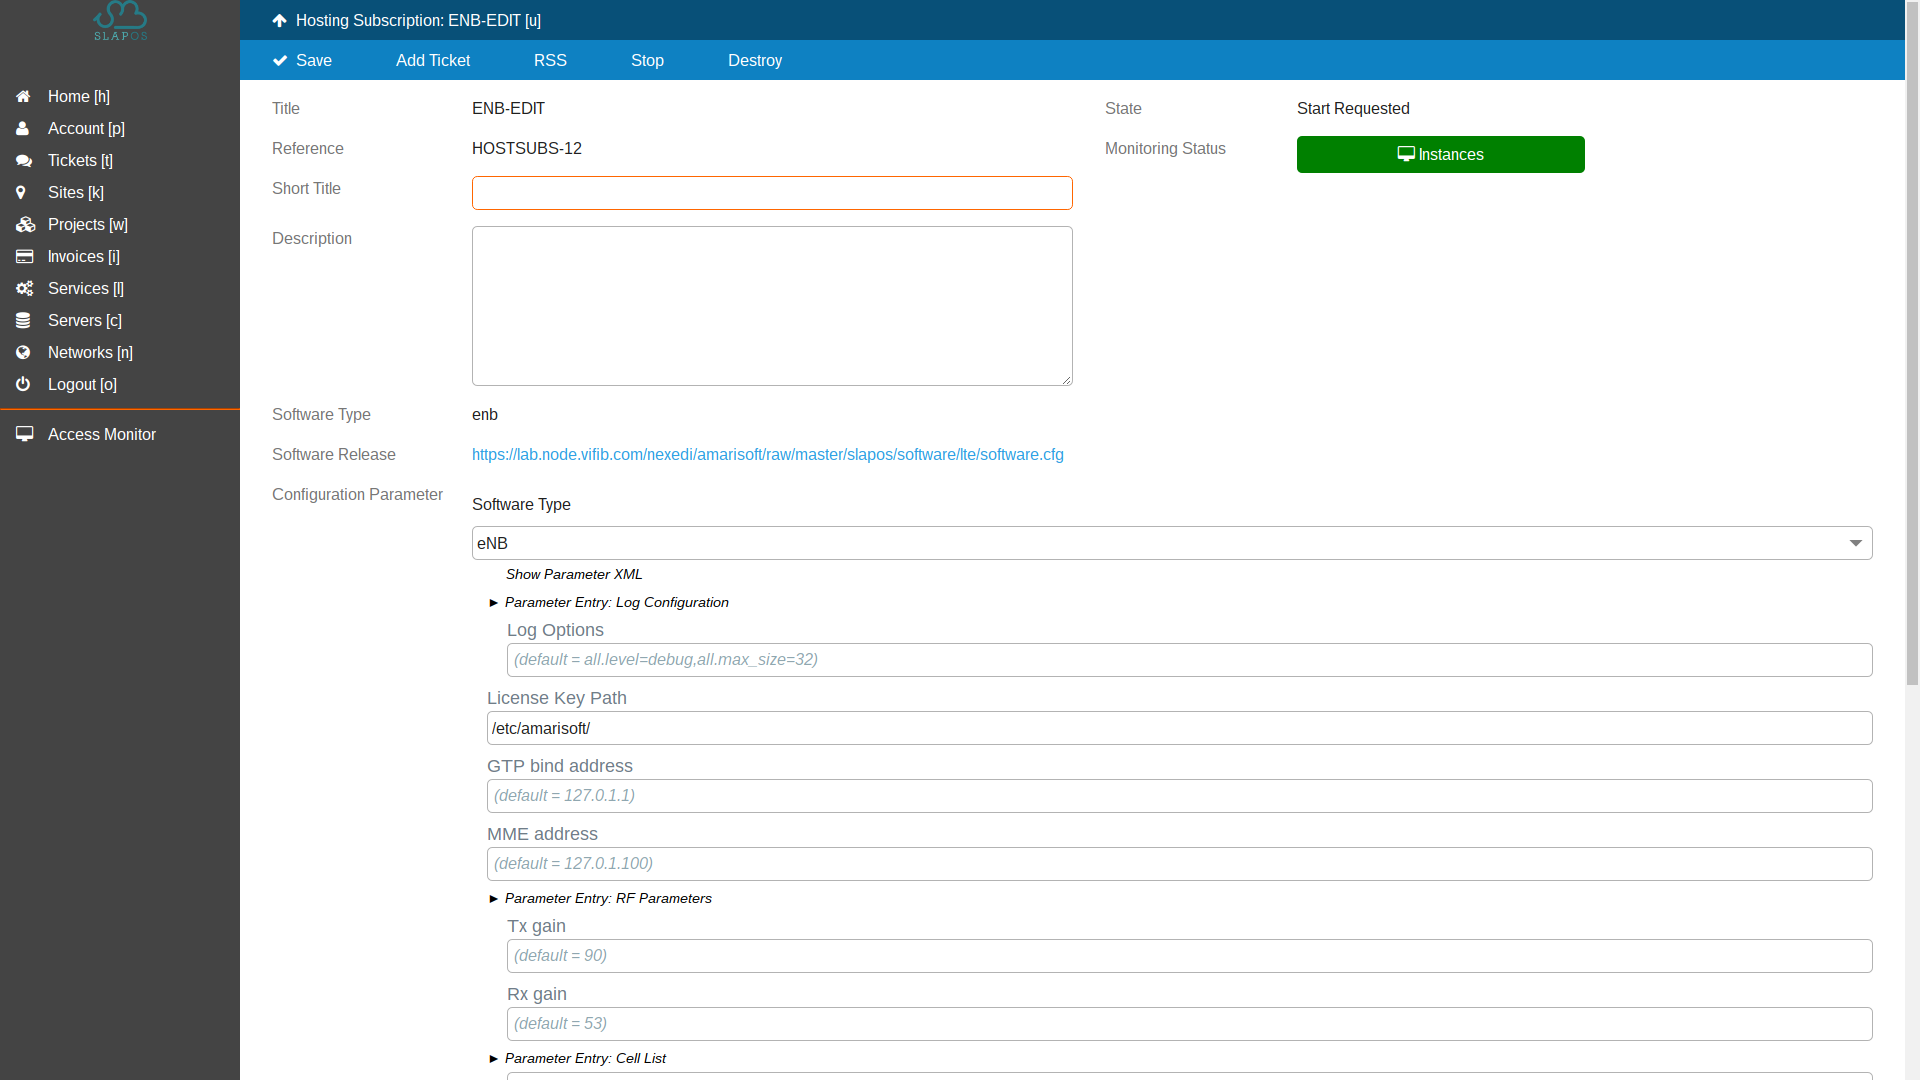 SLAPOS
Home [h]
Account [p]
Tickets [t]
Sites [k]
Projects [w]
Invoices [i]
Services [l]
Servers [c]
Networks [n]
Logout [o]
Access Monitor
Hosting Subscription: ENB-EDIT [u]
Save Add Ticket RSS Stop Destroy
Title ENB-EDIT
Reference HOSTSUBS-12
Short Title
Description
State Start Requested
Monitoring Status Instances
Software Type enb
Software Release https://lab.node.vifib.com/nexedi/amarisoft/raw/master/slapos/software/lte/software.cfg
Configuration Parameter
Software Type
eNB
Show Parameter XML
► Parameter Entry: Log Configuration
Log Options
(default = all.level=debug,all.max_size=32)
License Key Path
/etc/amarisoft/
GTP bind address
(default = 127.0.1.1)
MME address
(default = 127.0.1.100)
► Parameter Entry: RF Parameters
Tx gain
(default = 90)
Rx gain
(default = 53)
► Parameter Entry: Cell List